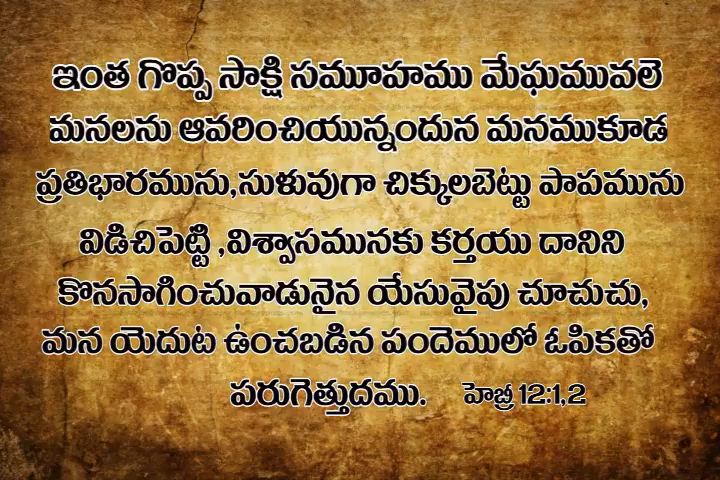 ఇంత గొప్ప సాక్షి సమూహము మేఘమువలె
మనలను ఆవరించియున్నందున మనముకూడ
ప్రతిభారమును,సుళువుగా చిక్కులబెట్టు పాపమును
విడిచిపెట్టి ,విశ్వాసమునకు కర్తయు దానిని
కొనసాగించువాడునైన యేసువైపు చూచుచు,
మన యెదుట ఉంచబడిన పందెములో ఓపికతో
పరుగెత్తుదము. హెబ్రీ 12:1,2